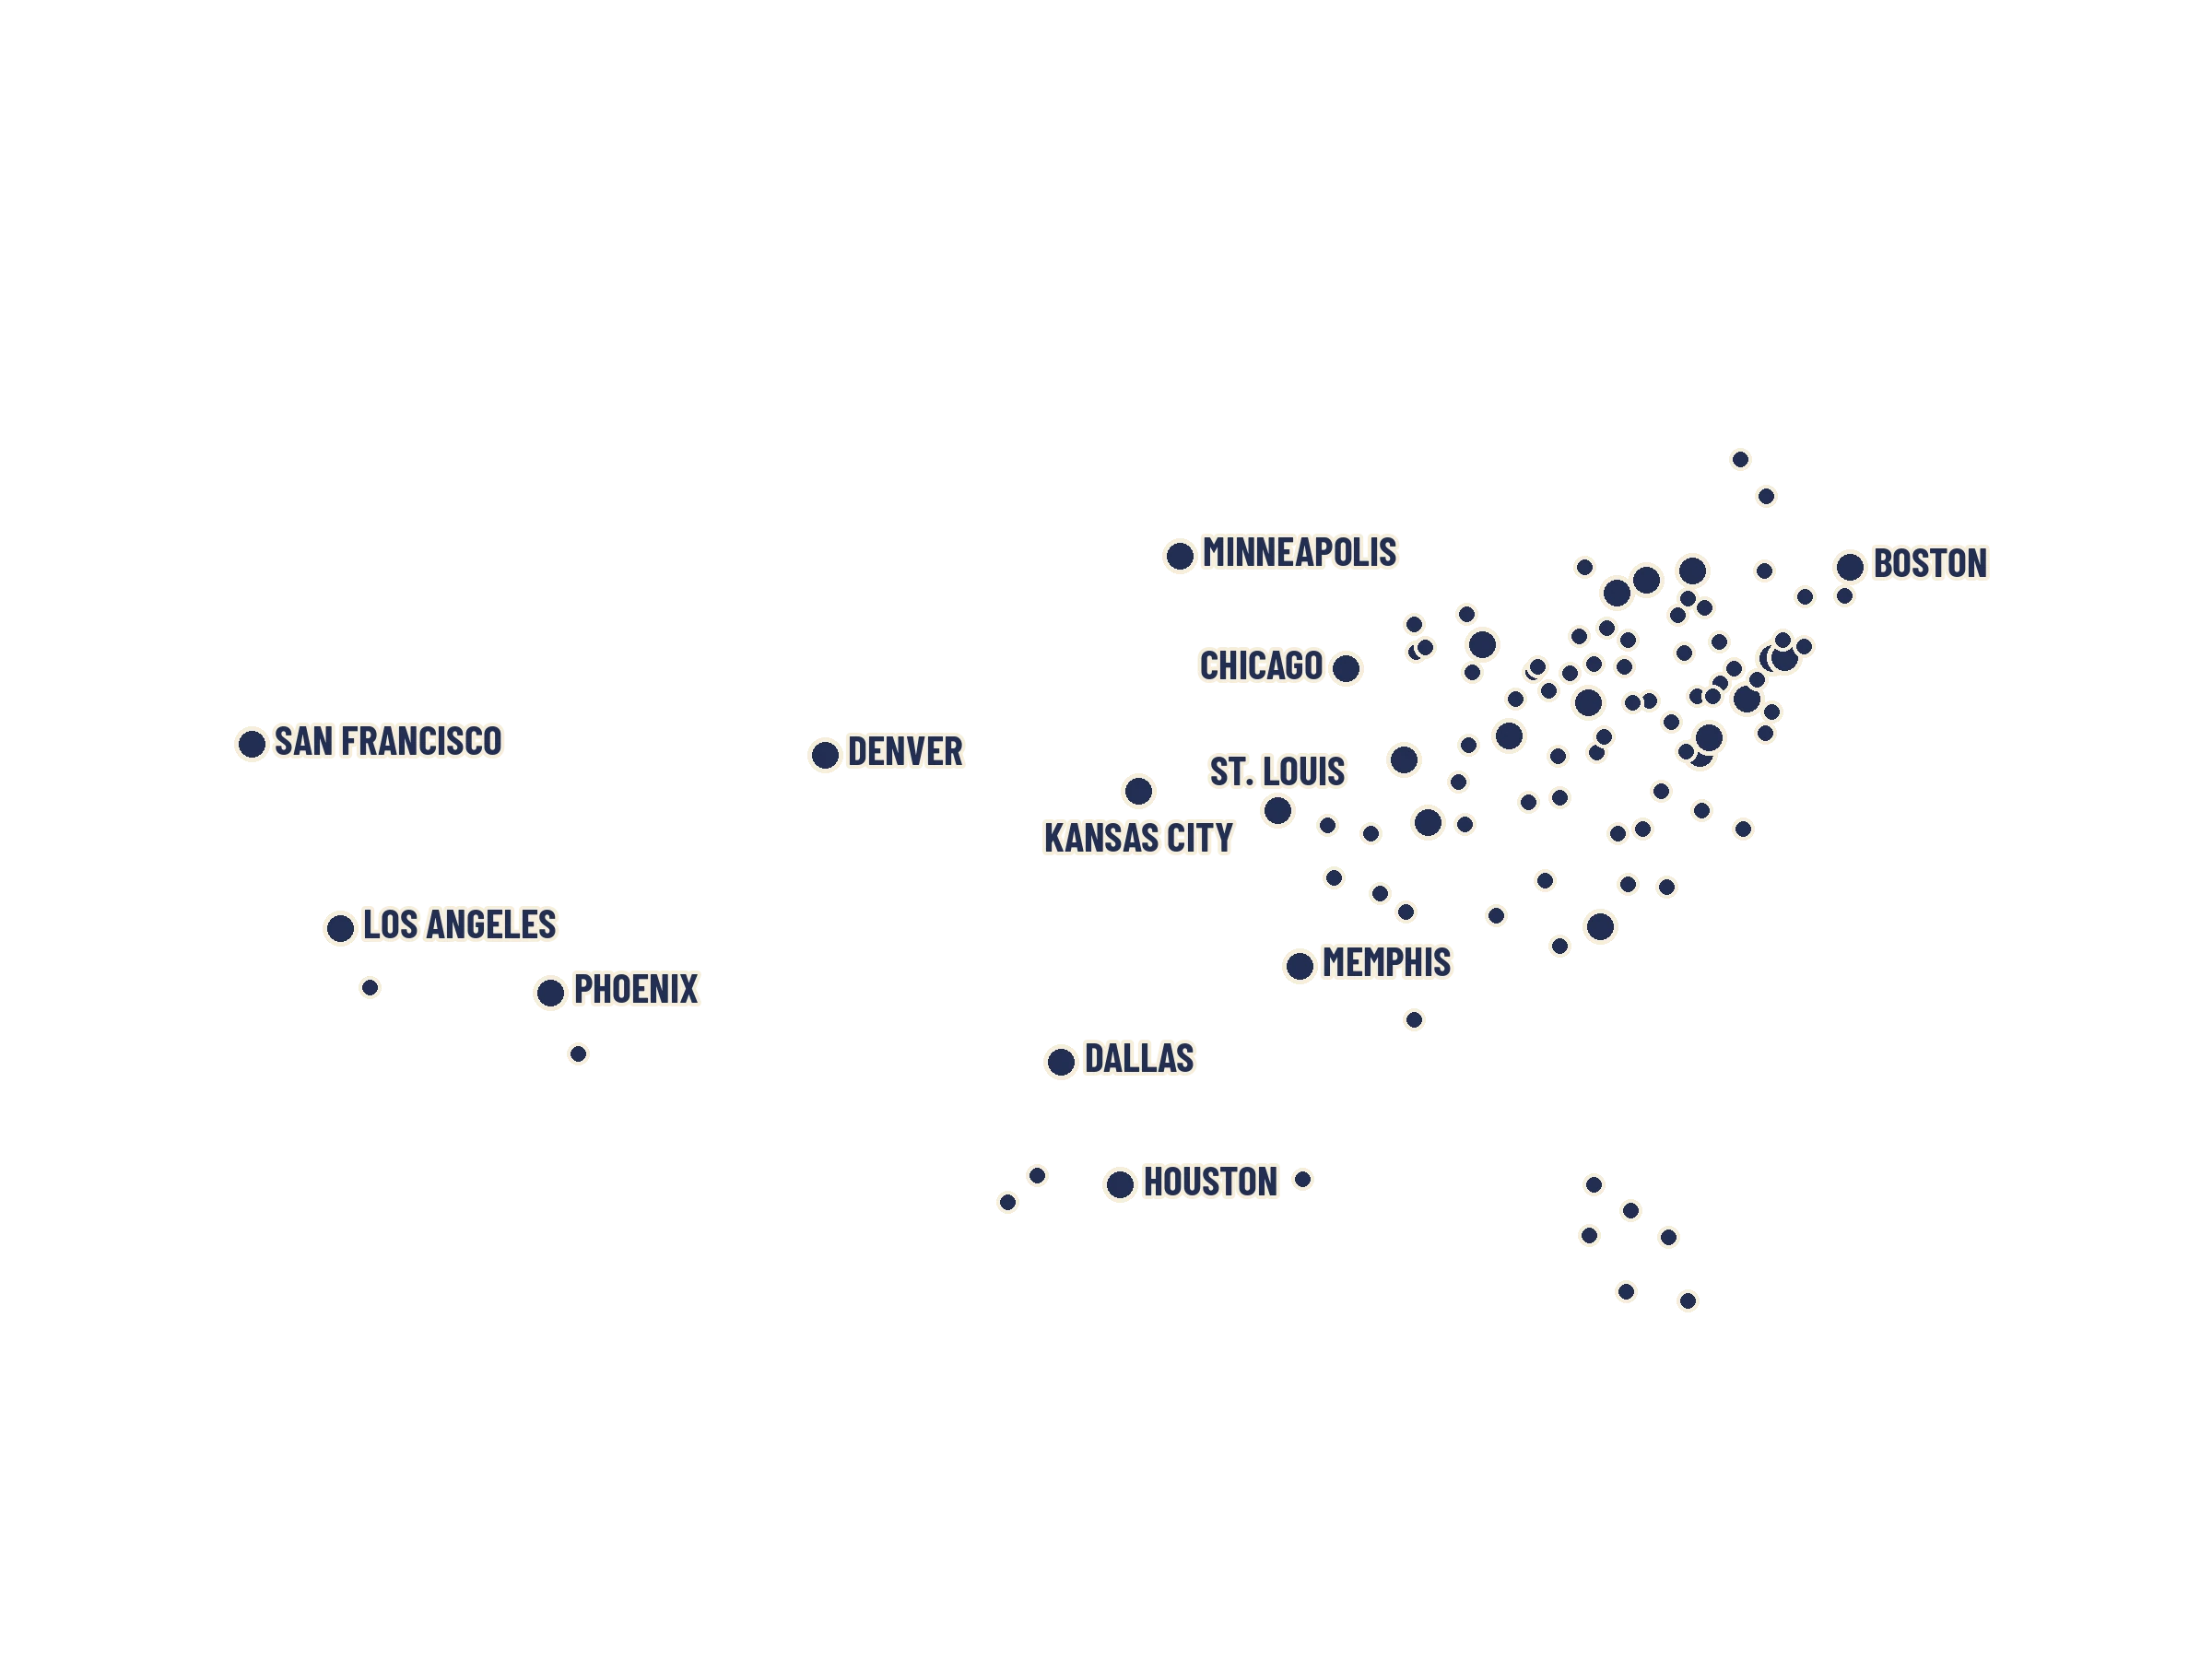 MINNEAPOLIS
BOSTON
CHICAGO
SAN FRANCISCO
DENVER
ST. LOUIS
KANSAS CITY
LOS ANGELES
MEMPHIS
PHOENIX
DALLAS
HOUSTON